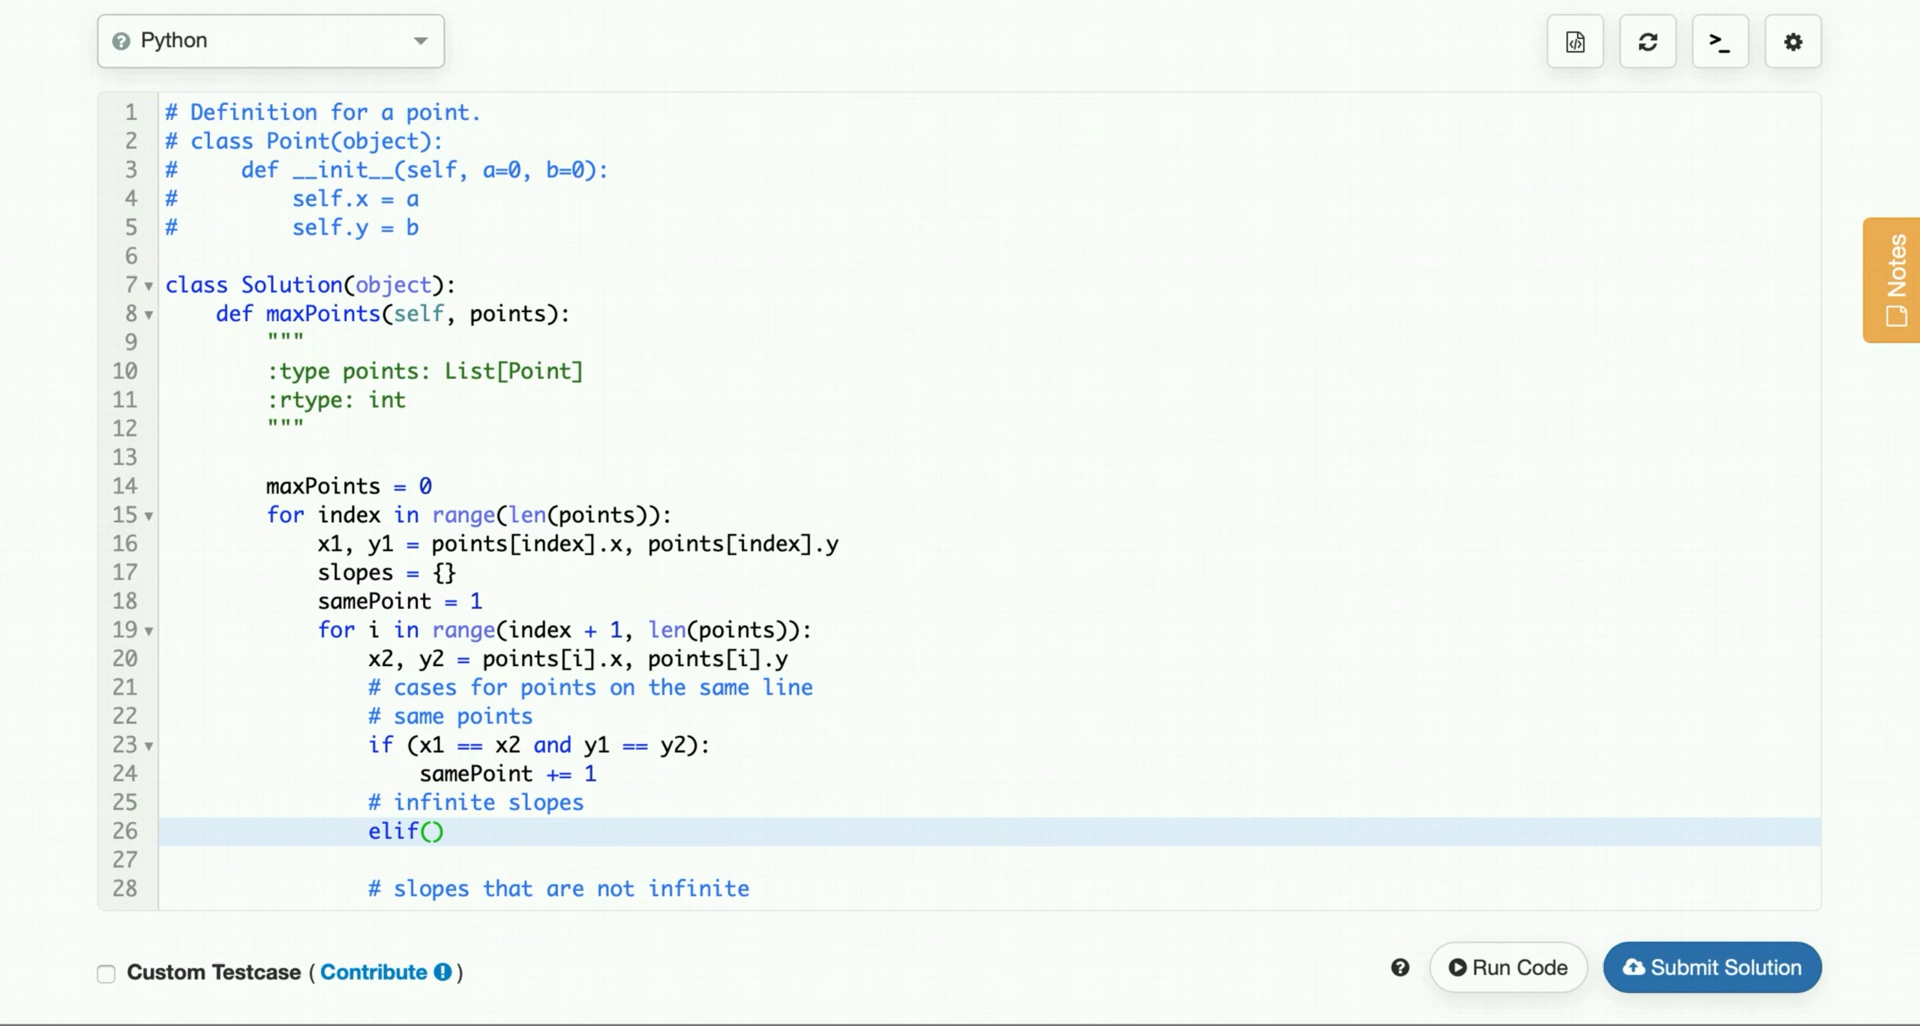 Python
>_
1 # Definition for a point.
2 # class Point(object):
3 #     def __init__(self, a=0, b=0):
4 #         self.x = a
5 #         self.y = b
6
7 class Solution(object):
8     def maxPoints(self, points):
9         """
10         :type points: List[Point]
11         :rtype: int
12         """
13
14         maxPoints = 0
15         for index in range(len(points)):
16             x1, y1 = points[index].x, points[index].y
17             slopes = {}
18             samePoint = 1
19             for i in range(index + 1, len(points)):
20                 x2, y2 = points[i].x, points[i].y
21                 # cases for points on the same line
22                 # same points
23                 if (x1 == x2 and y1 == y2):
24                     samePoint += 1
25                 # infinite slopes
26                 elif()
27
28                 # slopes that are not infinite
Notes
Custom Testcase ( Contribute )
Run Code
Submit Solution